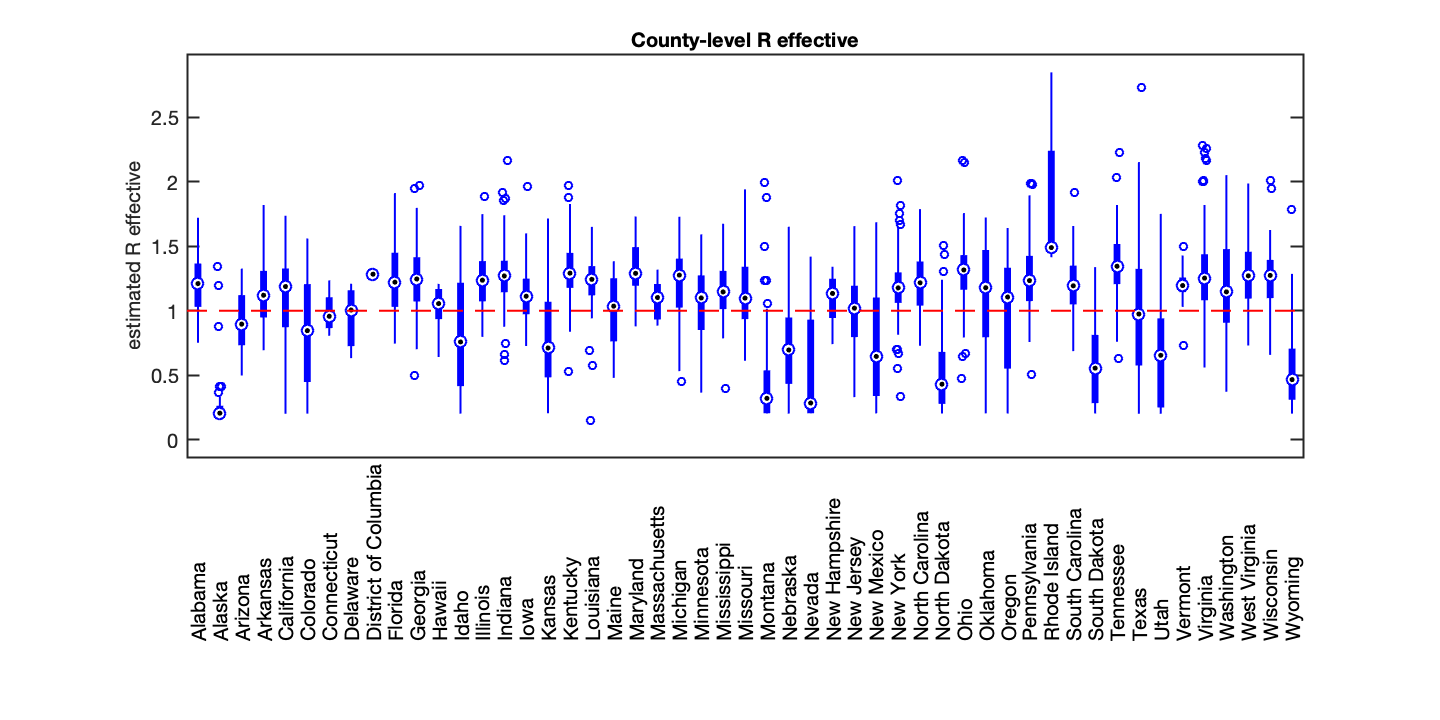 County-level R effective
estimated R effective
2.5
2
1.5
1
0.5
0
Alabama
Alaska
Arizona
Arkansas
California
Colorado
Connecticut
Delaware
District of Columbia
Florida
Georgia
Hawaii
Idaho
Illinois
Indiana
Iowa
Kansas
Kentucky
Louisiana
Maine
Maryland
Massachusetts
Michigan
Minnesota
Mississippi
Missouri
Montana
Nebraska
Nevada
New Hampshire
New Jersey
New Mexico
New York
North Carolina
North Dakota
Ohio
Oklahoma
Oregon
Pennsylvania
Rhode Island
South Carolina
South Dakota
Tennessee
Texas
Utah
Vermont
Virginia
Washington
West Virginia
Wisconsin
Wyoming